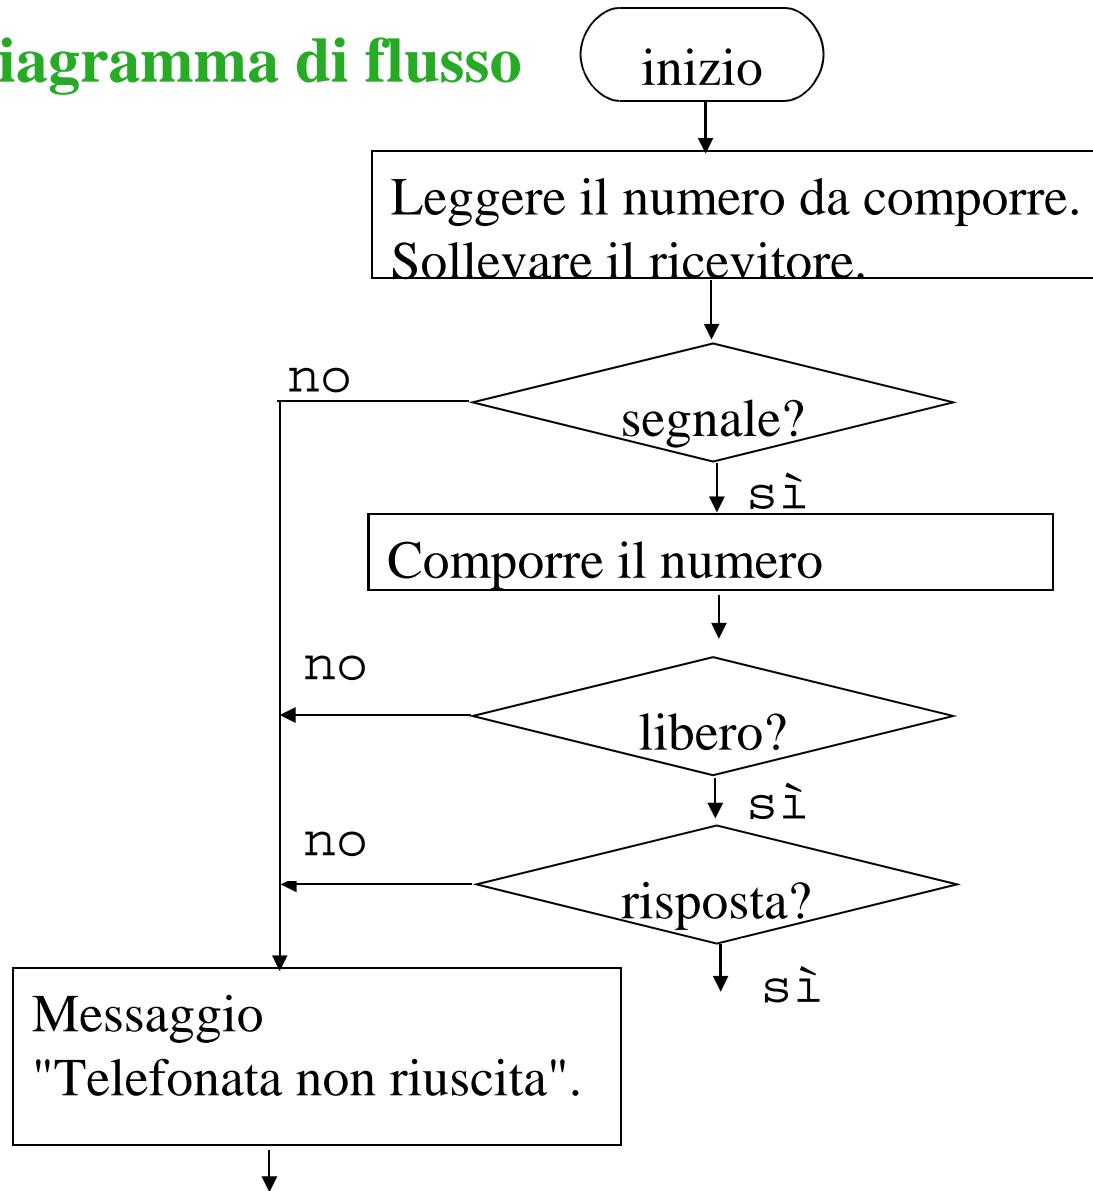 iagramma di flusso
inizio
Leggere il numero da comporre.
Sollevare il ricevitore.
no
segnale?
sì
Comporre il numero
no
libero?
sì
no
risposta?
sì
Messaggio
"Telefonata non riuscita".